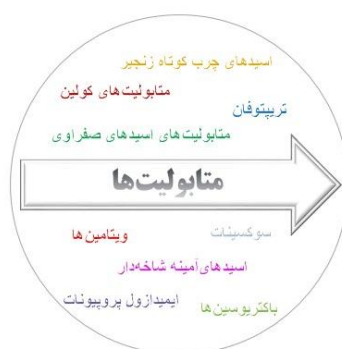 اسیدهای چرب کوتاه زنجیر
متابولیت‌های کولین
تریپتوفان
متابولیت‌های اسیدهای صفراوی
متابولیت‌ها
سوکسینات
ویتامین‌ها
اسیدهای آمینه شاخه‌دار
ایمیدازول پروپیونات
باکتریوسین‌ها